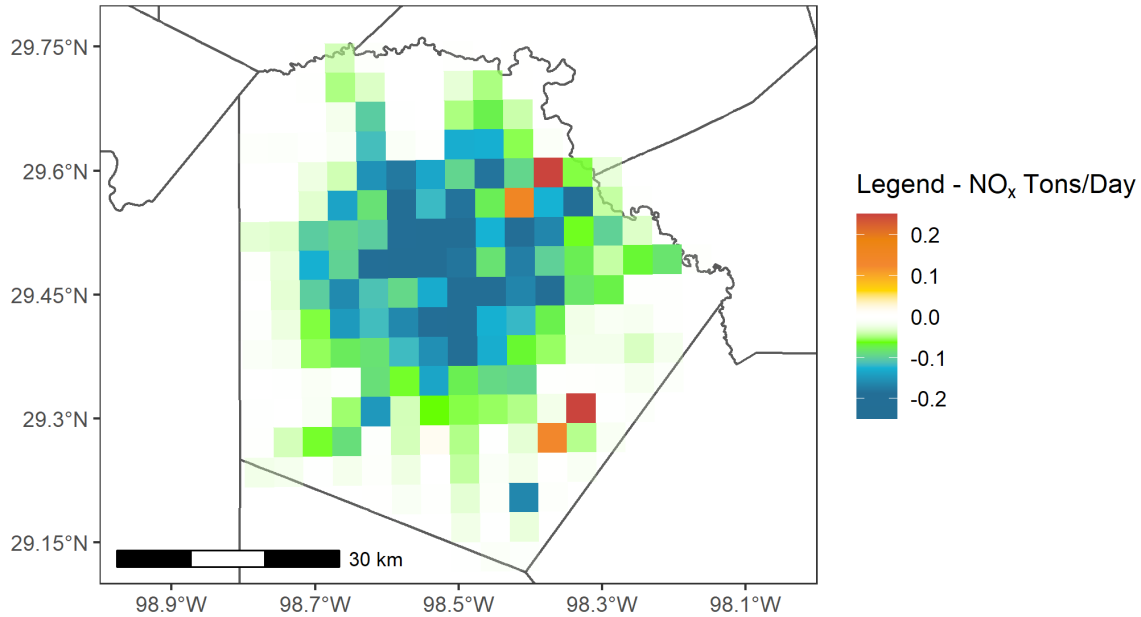 29.75°N
29.6°N
29.45°N
29.3°N
29.15°N
30 km
98.9°W
98.7°W
98.5°W
98.3°W
98.1°W
Legend - NOₓ Tons/Day
0.2
0.1
0.0
-0.1
-0.2